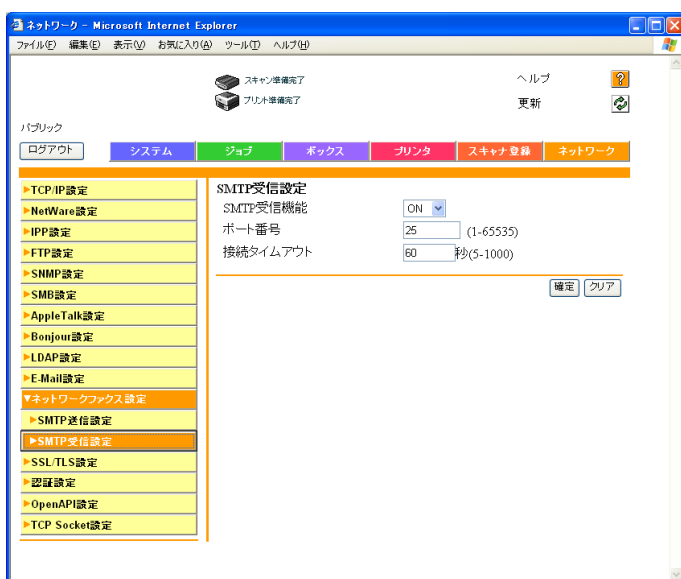 ネットワーク - Microsoft Internet Explorer
ファイル(F) 編集(E) 表示(V) お気に入り(A) ツール(T) ヘルプ(H)
スキャン準備完了
ヘルプ ?
プリント準備完了
更新
パブリック
ログアウト システム ジョブ ボックス プリンタ スキャナ登録 ネットワーク
TCP/IP設定
NetWare設定
IPP設定
FTP設定
SNMP設定
SMB設定
AppleTalk設定
Bonjour設定
LDAP設定
E-Mail設定
ネットワークファクス設定
SMTP送信設定
SMTP受信設定
SSL/TLS設定
認証設定
OpenAPI設定
TCP Socket設定
SMTP受信設定
SMTP受信機能 ON
ポート番号 25 (1-65535)
接続タイムアウト 60 秒(5-1000)
確定 クリア